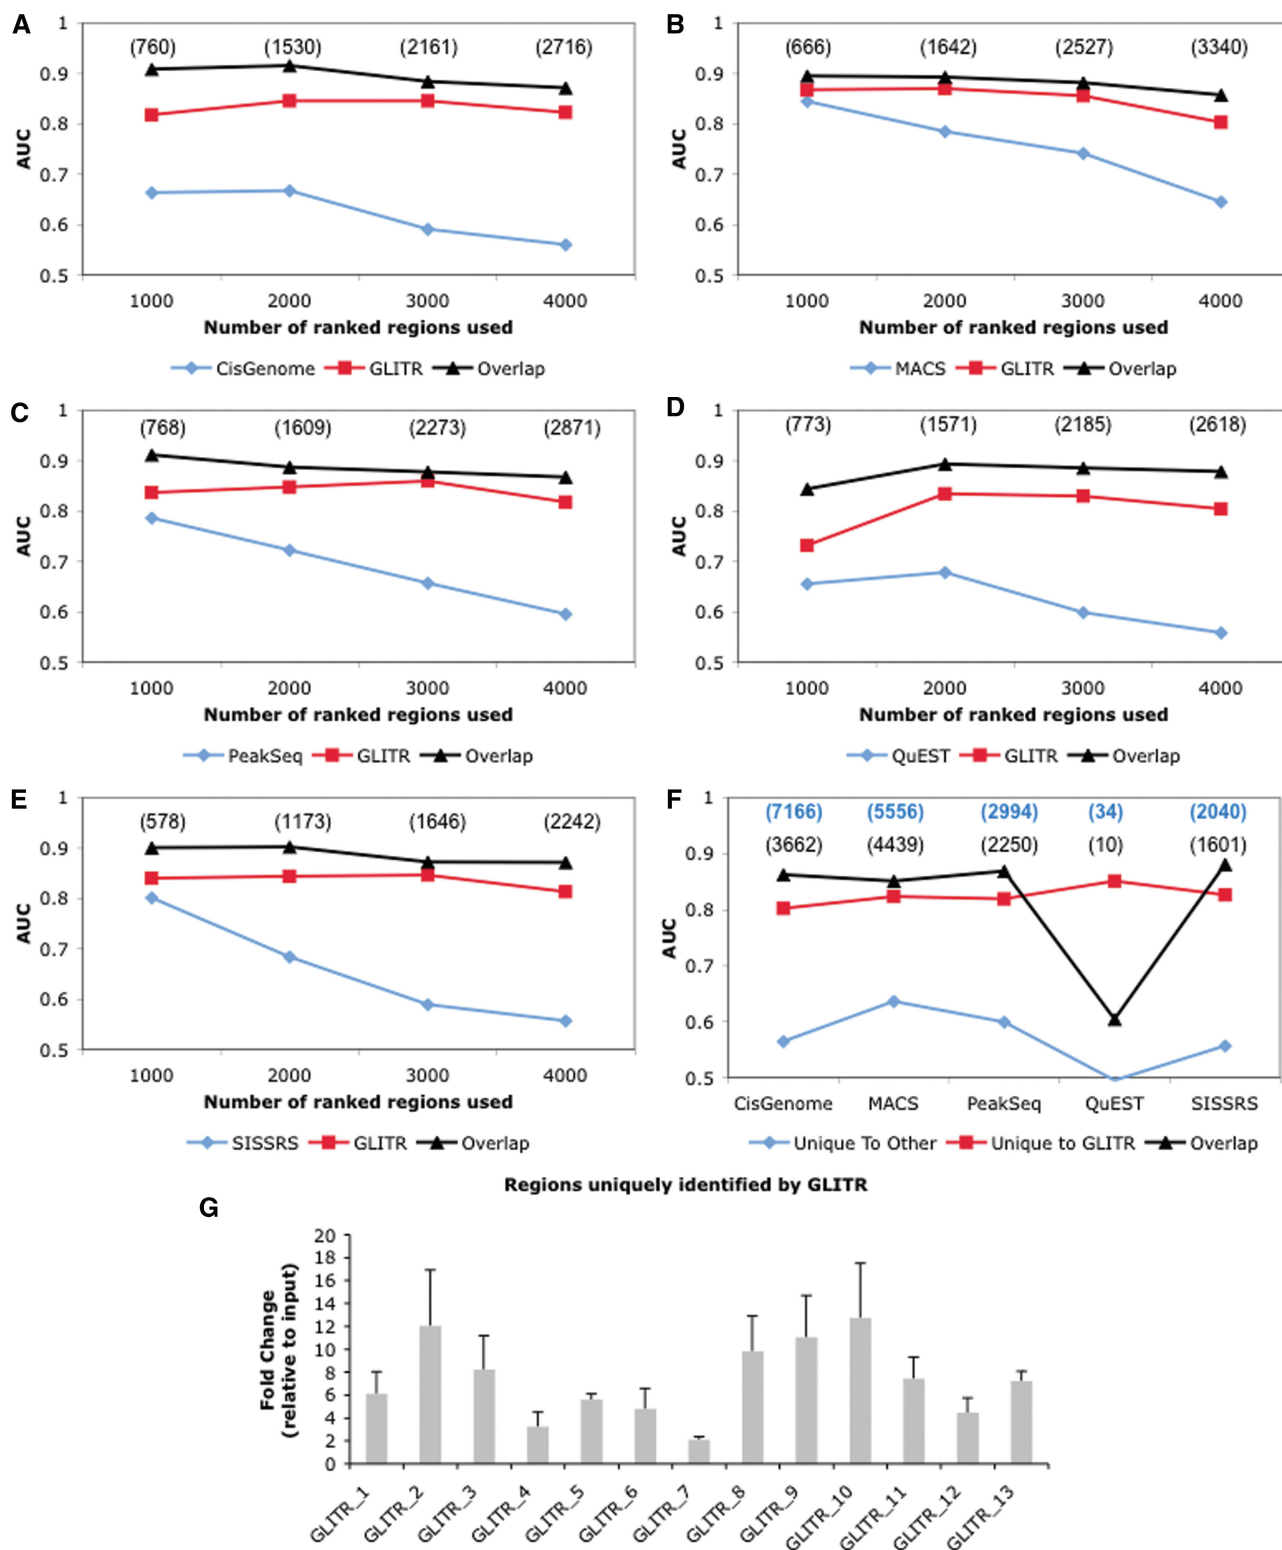 A
1
0.9
0.8
0.7
0.6
0.5
AUC
(760) (1530) (2161) (2716)
1000 2000 3000 4000
Number of ranked regions used
CisGenome GLITR Overlap
B
1
0.9
0.8
0.7
0.6
0.5
AUC
(666) (1642) (2527) (3340)
1000 2000 3000 4000
Number of ranked regions used
MACS GLITR Overlap
C
1
0.9
0.8
0.7
0.6
0.5
AUC
(768) (1609) (2273) (2871)
1000 2000 3000 4000
Number of ranked regions used
PeakSeq GLITR Overlap
D
1
0.9
0.8
0.7
0.6
0.5
AUC
(773) (1571) (2185) (2618)
1000 2000 3000 4000
Number of ranked regions used
QuEST GLITR Overlap
E
1
0.9
0.8
0.7
0.6
0.5
AUC
(578) (1173) (1646) (2242)
1000 2000 3000 4000
Number of ranked regions used
SISSRS GLITR Overlap
F
1
0.9
0.8
0.7
0.6
0.5
AUC
(7166) (5556) (2994) (34) (2040)
(3662) (4439) (2250) (10) (1601)
CisGenome MACS PeakSeq QuEST SISSRS
Unique To Other Unique to GLITR Overlap
Regions uniquely identified by GLITR
G
20
18
16
14
12
10
8
6
4
2
0
Fold Change
(relative to input)
GLITR_1
GLITR_2
GLITR_3
GLITR_4
GLITR_5
GLITR_6
GLITR_7
GLITR_8
GLITR_9
GLITR_10
GLITR_11
GLITR_12
GLITR_13